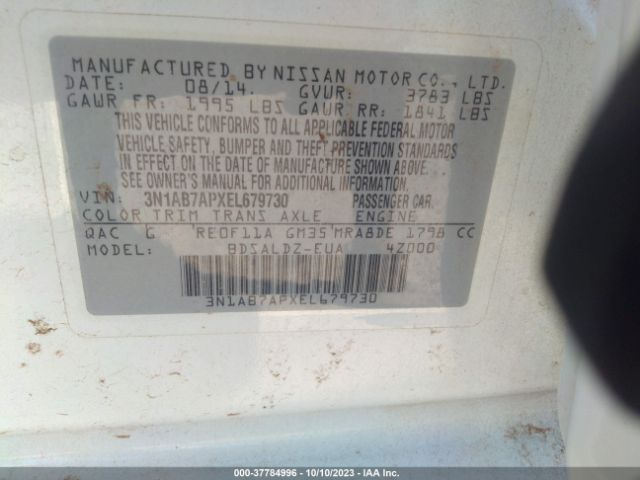 MANUFACTURED BY NISSAN MOTOR CO., LTD.
DATE: 08/14. GVWR: 3783 LBS
GAWR FR: 1995 LBS GAWR RR: 1841 LBS
THIS VEHICLE CONFORMS TO ALL APPLICABLE FEDERAL MOTOR
VEHICLE SAFETY, BUMPER AND THEFT PREVENTION STANDARDS
IN EFFECT ON THE DATE OF MANUFACTURE SHOWN ABOVE.
SEE OWNER'S MANUAL FOR ADDITIONAL INFORMATION.
VIN: 3N1AB7APXEL679730 PASSENGER CAR.
COLOR TRIM TRANS AXLE ENGINE
QAC G RE0F11A GM35 MRA8DE 1798 CC
MODEL: BDSALDZ-EUA 4Z000
3N1AB7APXEL679730
000-37784996 - 10/10/2023 - IAA Inc.